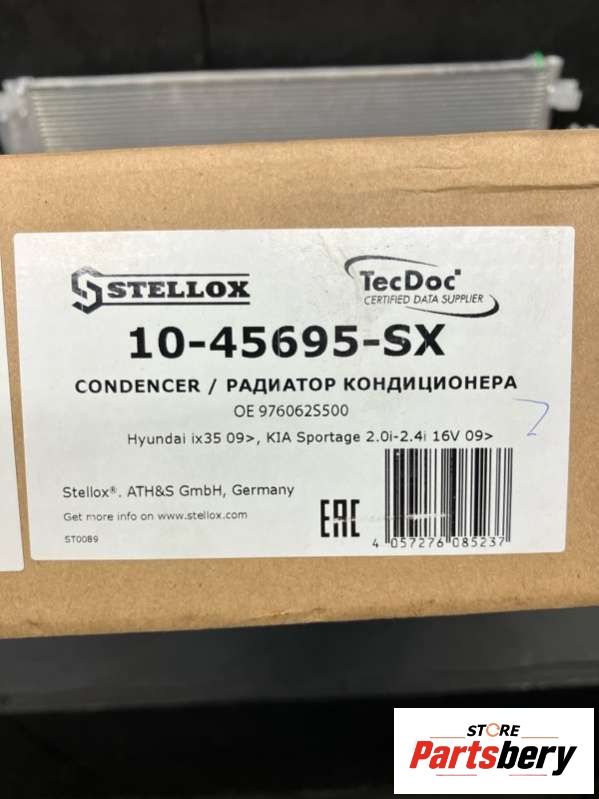 STELLOX
TecDoc
CERTIFIED DATA SUPPLIER
10-45695-SX
CONDENCER / РАДИАТОР КОНДИЦИОНЕРА
OE 976062S500
Hyundai ix35 09>, KIA Sportage 2.0i-2.4i 16V 09>
Stellox®. ATH&S GmbH, Germany
Get more info on www.stellox.com
ST0089
EAC
4 057276 085237
STORE
Partsbery